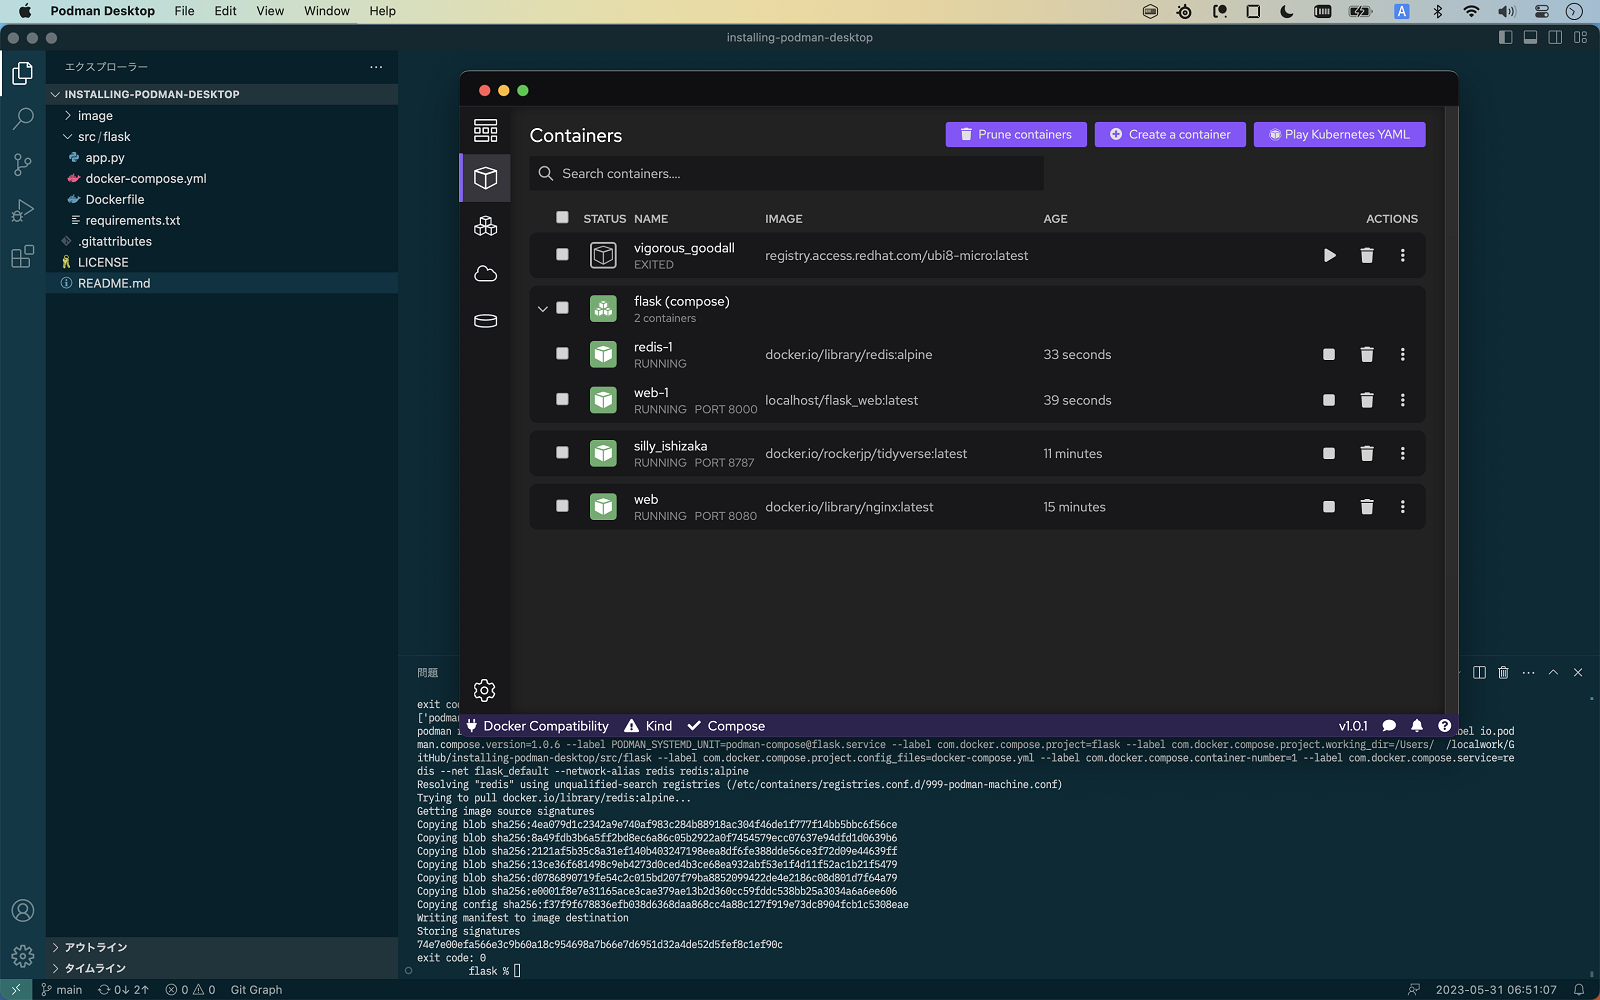 Podman Desktop File Edit View Window Help
A
installing-podman-desktop
エクスプローラー
INSTALLING-PODMAN-DESKTOP
image
src / flask
app.py
docker-compose.yml
Dockerfile
requirements.txt
.gitattributes
LICENSE
README.md
アウトライン
タイムライン
Containers
Prune containers
Create a container
Play Kubernetes YAML
Search containers....
STATUS NAME IMAGE AGE ACTIONS
vigorous_goodall
EXITED
registry.access.redhat.com/ubi8-micro:latest
flask (compose)
2 containers
redis-1
RUNNING
docker.io/library/redis:alpine
33 seconds
web-1
RUNNING PORT 8000
localhost/flask_web:latest
39 seconds
silly_ishizaka
RUNNING PORT 8787
docker.io/rockerjp/tidyverse:latest
11 minutes
web
RUNNING PORT 8080
docker.io/library/nginx:latest
15 minutes
Docker Compatibility Kind Compose v1.0.1
問題
exit co
['podma
podman i
bel io.pod
man.compose.version=1.0.6 --label PODMAN_SYSTEMD_UNIT=podman-compose@flask.service --label com.docker.compose.project=flask --label com.docker.compose.project.working_dir=/Users/ /localwork/G
itHub/installing-podman-desktop/src/flask --label com.docker.compose.project.config_files=docker-compose.yml --label com.docker.compose.container-number=1 --label com.docker.compose.service=re
dis --net flask_default --network-alias redis redis:alpine
Resolving "redis" using unqualified-search registries (/etc/containers/registries.conf.d/999-podman-machine.conf)
Trying to pull docker.io/library/redis:alpine...
Getting image source signatures
Copying blob sha256:4ea079d1c2342a9e740af983c284b88918ac304f46de1f777f14bb5bbc6f56ce
Copying blob sha256:8a49fdb3b6a5ff2bd8ec6a86c05b2922a0f7454579ecc07637e94dfd1d0639b6
Copying blob sha256:2121af5b35c8a31ef140b403247198eea8df6fe388dde56ce3f72d09e44639ff
Copying blob sha256:13ce36f681498c9eb4273d0ced4b3ce68ea932abf53e1f4d11f52ac1b21f5479
Copying blob sha256:d0786890719fe54c2c015bd207f79ba8852099422de4e2186c08d801d7f64a79
Copying blob sha256:e0001f8e7e31165ace3cae379ae13b2d360cc59fddc538bb25a3034a6a6ee606
Copying config sha256:f37f9f678836efb038d6368daa868cc4a88c127f919e73dc8904fcb1c5308eae
Writing manifest to image destination
Storing signatures
74e7e00efa566e3c9b60a18c954698a7b66e7d6951d32a4de52d5fef8c1ef90c
exit code: 0
flask %
main 0↓ 2↑ 0 0 Git Graph 2023-05-31 06:51:07